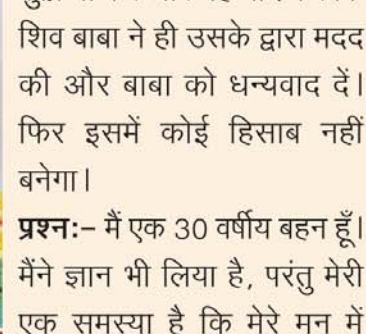 शिव बाबा ने ही उसके द्वारा मदद
की और बाबा को धन्यवाद दें।
फिर इसमें कोई हिसाब नहीं
बनेगा।
प्रश्न:– मैं एक 30 वर्षीय बहन हूँ।
मैंने ज्ञान भी लिया है, परंतु मेरी
एक समस्या है कि मेरे मन में